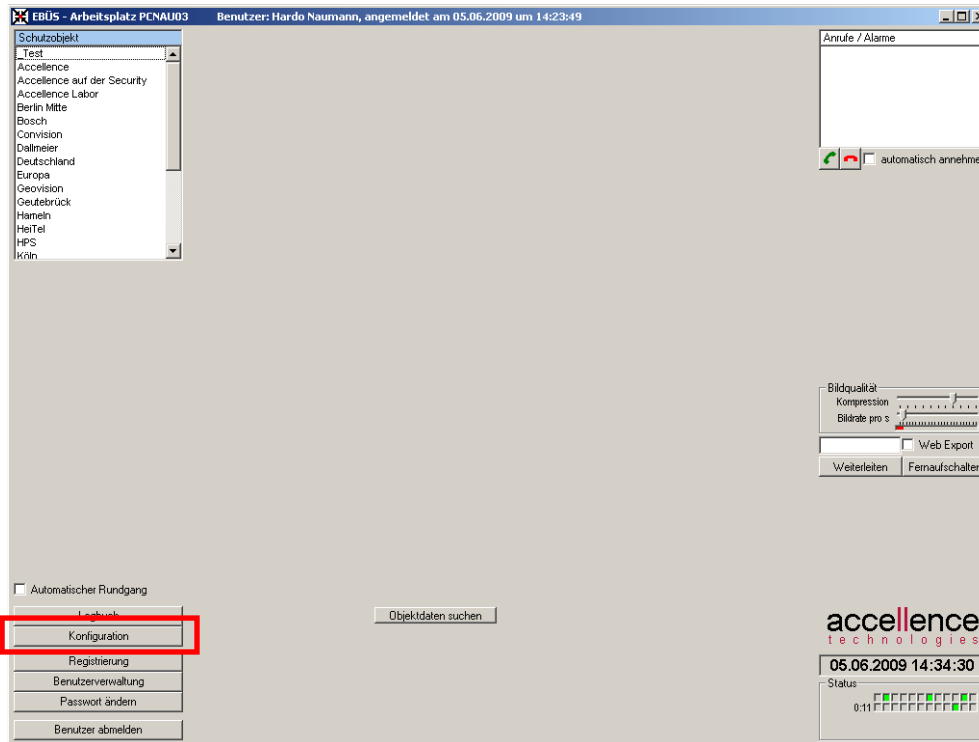 EBÜS - Arbeitsplatz PCNAU03 Benutzer: Hardo Naumann, angemeldet am 05.06.2009 um 14:23:49
Schutzobjekt
_Test
Accellence
Accellence auf der Security
Accellence Labor
Berlin Mitte
Bosch
Convision
Dallmeier
Deutschland
Europa
Geovision
Geutebrück
Hameln
HeiTel
HPS
Köln
Anrufe / Alarme
automatisch annehme
Bildqualität
Kompression
Bildrate pro s
Web Export
Weiterleiten Fernaufschalten
Automatischer Rundgang
Logbuch
Konfiguration
Registrierung
Benutzerverwaltung
Passwort ändern
Benutzer abmelden
Objektdaten suchen
accellence
technologies
05.06.2009 14:34:30
Status
0:11